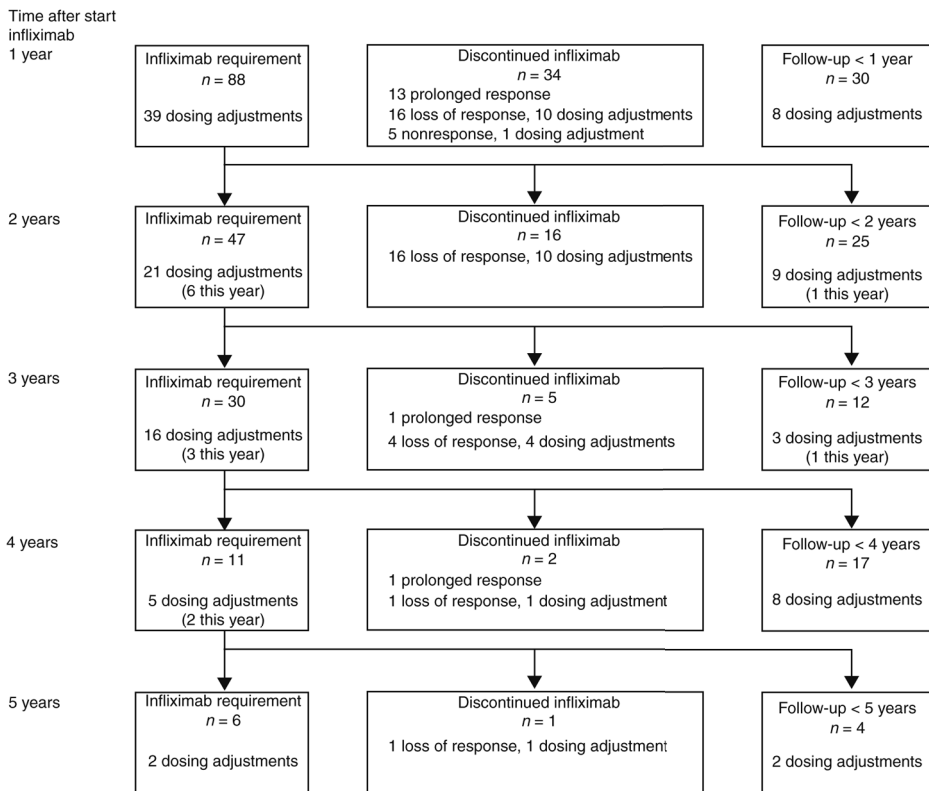 Time after start
infliximab
1 year
Infliximab requirement
n = 88
39 dosing adjustments
Discontinued infliximab
n = 34
13 prolonged response
16 loss of response, 10 dosing adjustments
5 nonresponse, 1 dosing adjustment
Follow-up < 1 year
n = 30
8 dosing adjustments
2 years
Infliximab requirement
n = 47
21 dosing adjustments
(6 this year)
Discontinued infliximab
n = 16
16 loss of response, 10 dosing adjustments
Follow-up < 2 years
n = 25
9 dosing adjustments
(1 this year)
3 years
Infliximab requirement
n = 30
16 dosing adjustments
(3 this year)
Discontinued infliximab
n = 5
1 prolonged response
4 loss of response, 4 dosing adjustments
Follow-up < 3 years
n = 12
3 dosing adjustments
(1 this year)
4 years
Infliximab requirement
n = 11
5 dosing adjustments
(2 this year)
Discontinued infliximab
n = 2
1 prolonged response
1 loss of response, 1 dosing adjustment
Follow-up < 4 years
n = 17
8 dosing adjustments
5 years
Infliximab requirement
n = 6
2 dosing adjustments
Discontinued infliximab
n = 1
1 loss of response, 1 dosing adjustment
Follow-up < 5 years
n = 4
2 dosing adjustments